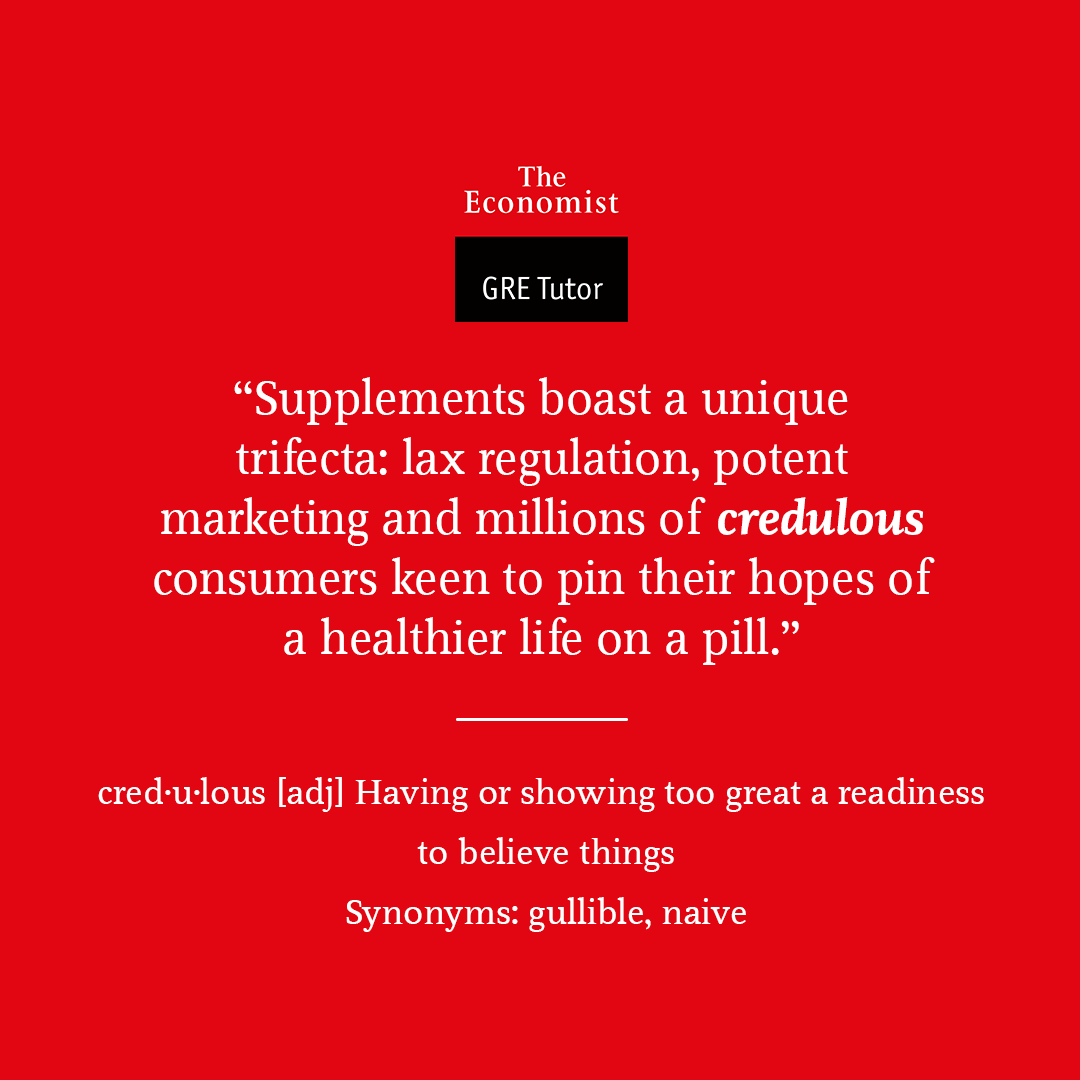 The
Economist
GRE Tutor
“Supplements boast a unique
trifecta: lax regulation, potent
marketing and millions of credulous
consumers keen to pin their hopes of
a healthier life on a pill.”
cred·u·lous [adj] Having or showing too great a readiness
to believe things
Synonyms: gullible, naive